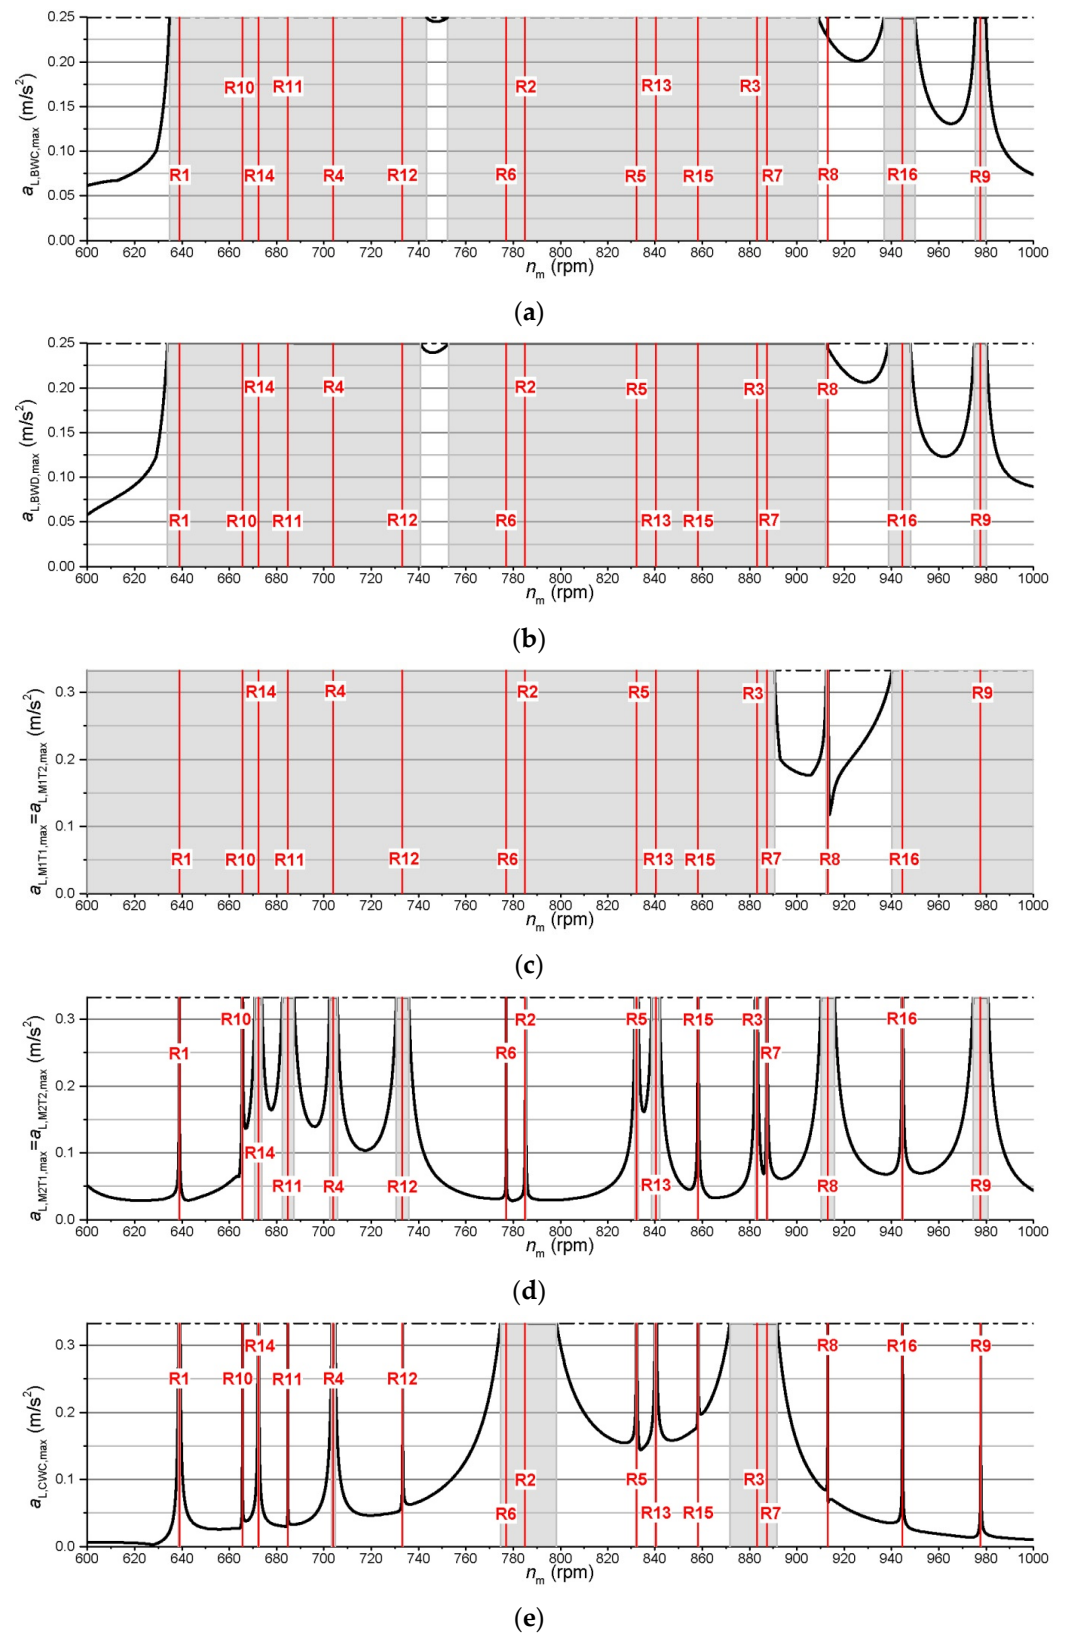 0.25
0.20
0.15
0.10
0.05
0.00
a_L,BWC,max (m/s²)
R10 R11 R2 R13 R3
R1 R14 R4 R12 R6 R5 R15 R7 R8 R16 R9
600 620 640 660 680 700 720 740 760 780 800 820 840 860 880 900 920 940 960 980 1000
n_m (rpm)
(a)
0.25
0.20
0.15
0.10
0.05
0.00
a_L,BWD,max (m/s²)
R14 R4 R2 R5 R3 R8
R1 R10 R11 R12 R6 R13 R15 R7 R16 R9
600 620 640 660 680 700 720 740 760 780 800 820 840 860 880 900 920 940 960 980 1000
n_m (rpm)
(b)
0.3
0.2
0.1
0.0
a_L,M1T1,max=a_L,M1T2,max (m/s²)
R14 R4 R2 R5 R3 R9
R1 R10 R11 R12 R6 R13 R15 R7 R8 R16
600 620 640 660 680 700 720 740 760 780 800 820 840 860 880 900 920 940 960 980 1000
n_m (rpm)
(c)
0.3
0.2
0.1
0.0
a_L,M2T1,max=a_L,M2T2,max (m/s²)
R10 R2 R5 R15 R3 R16
R1 R6 R7
R14
R11 R4 R12 R13 R8 R9
600 620 640 660 680 700 720 740 760 780 800 820 840 860 880 900 920 940 960 980 1000
n_m (rpm)
(d)
0.3
0.2
0.1
0.0
a_L,CWC,max (m/s²)
R14 R8 R16 R9
R1 R10 R11 R4 R12
R2 R5 R3
R6 R13 R15 R7
600 620 640 660 680 700 720 740 760 780 800 820 840 860 880 900 920 940 960 980 1000
n_m (rpm)
(e)